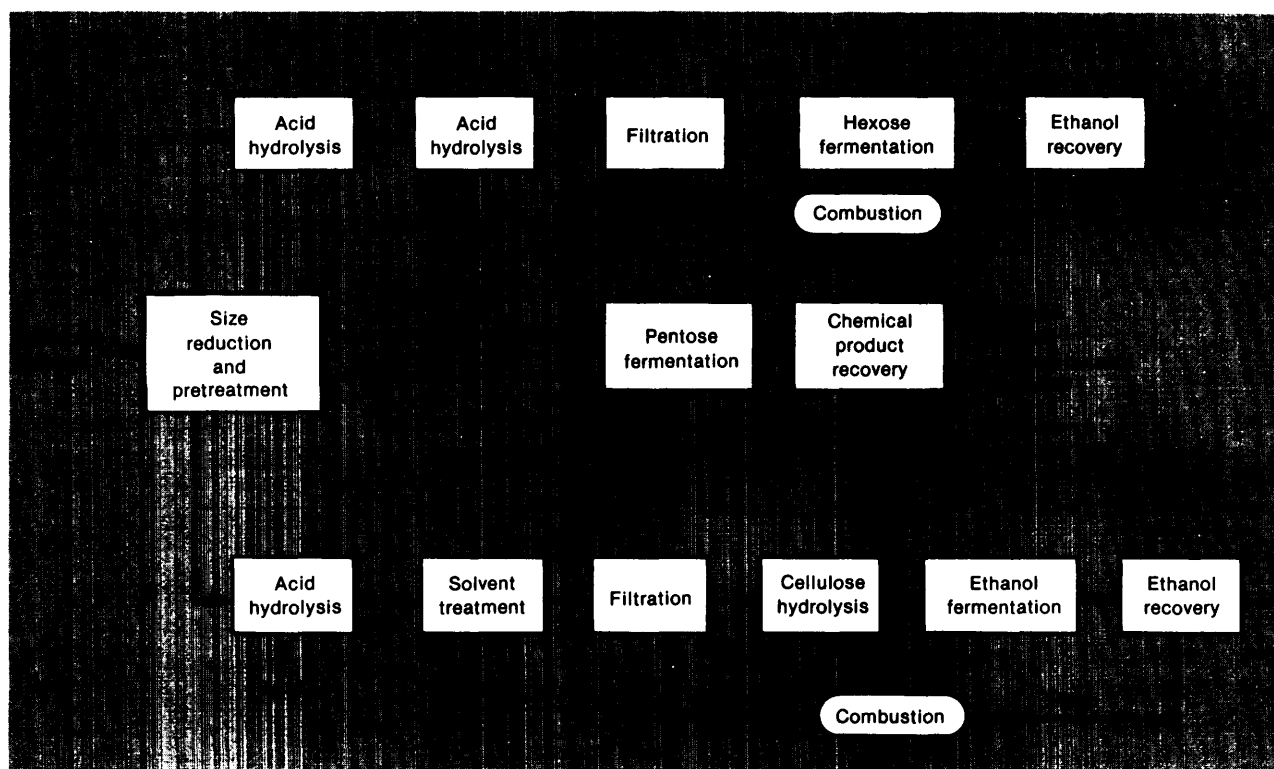 Acid
hydrolysis
Acid
hydrolysis
Filtration
Hexose
fermentation
Ethanol
recovery
Combustion
Size
reduction
and
pretreatment
Pentose
fermentation
Chemical
product
recovery
Acid
hydrolysis
Solvent
treatment
Filtration
Cellulose
hydrolysis
Ethanol
fermentation
Ethanol
recovery
Combustion